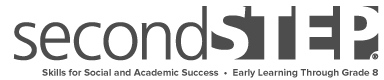 secondSTEP®
Skills for Social and Academic Success • Early Learning Through Grade 8